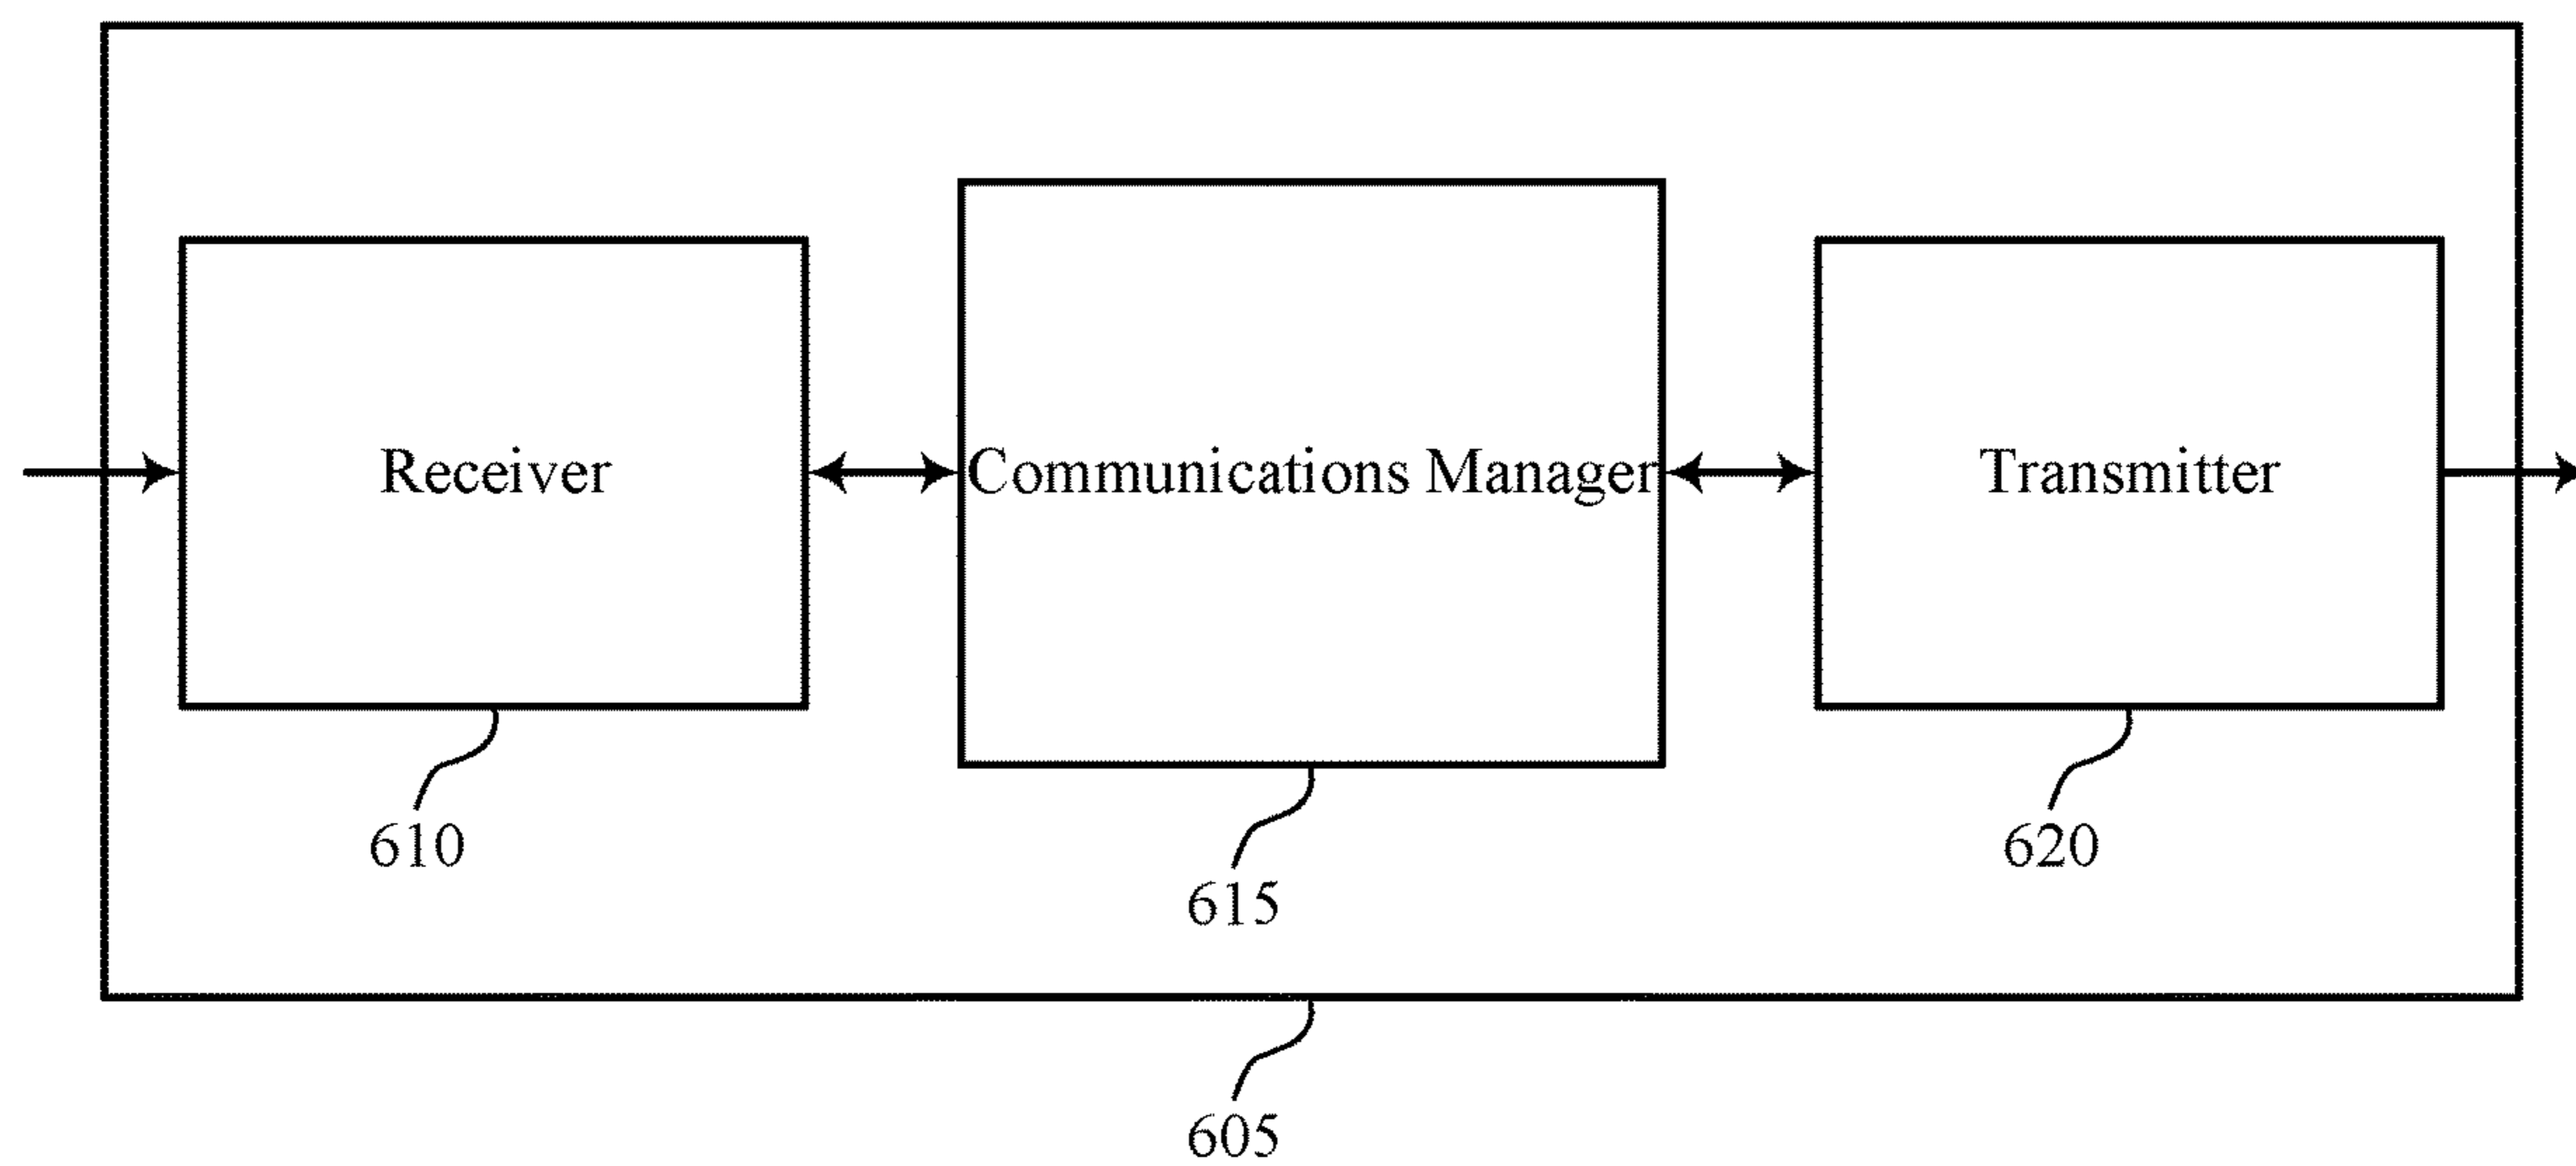 Receiver
Communications Manager
Transmitter
610
615
620
605